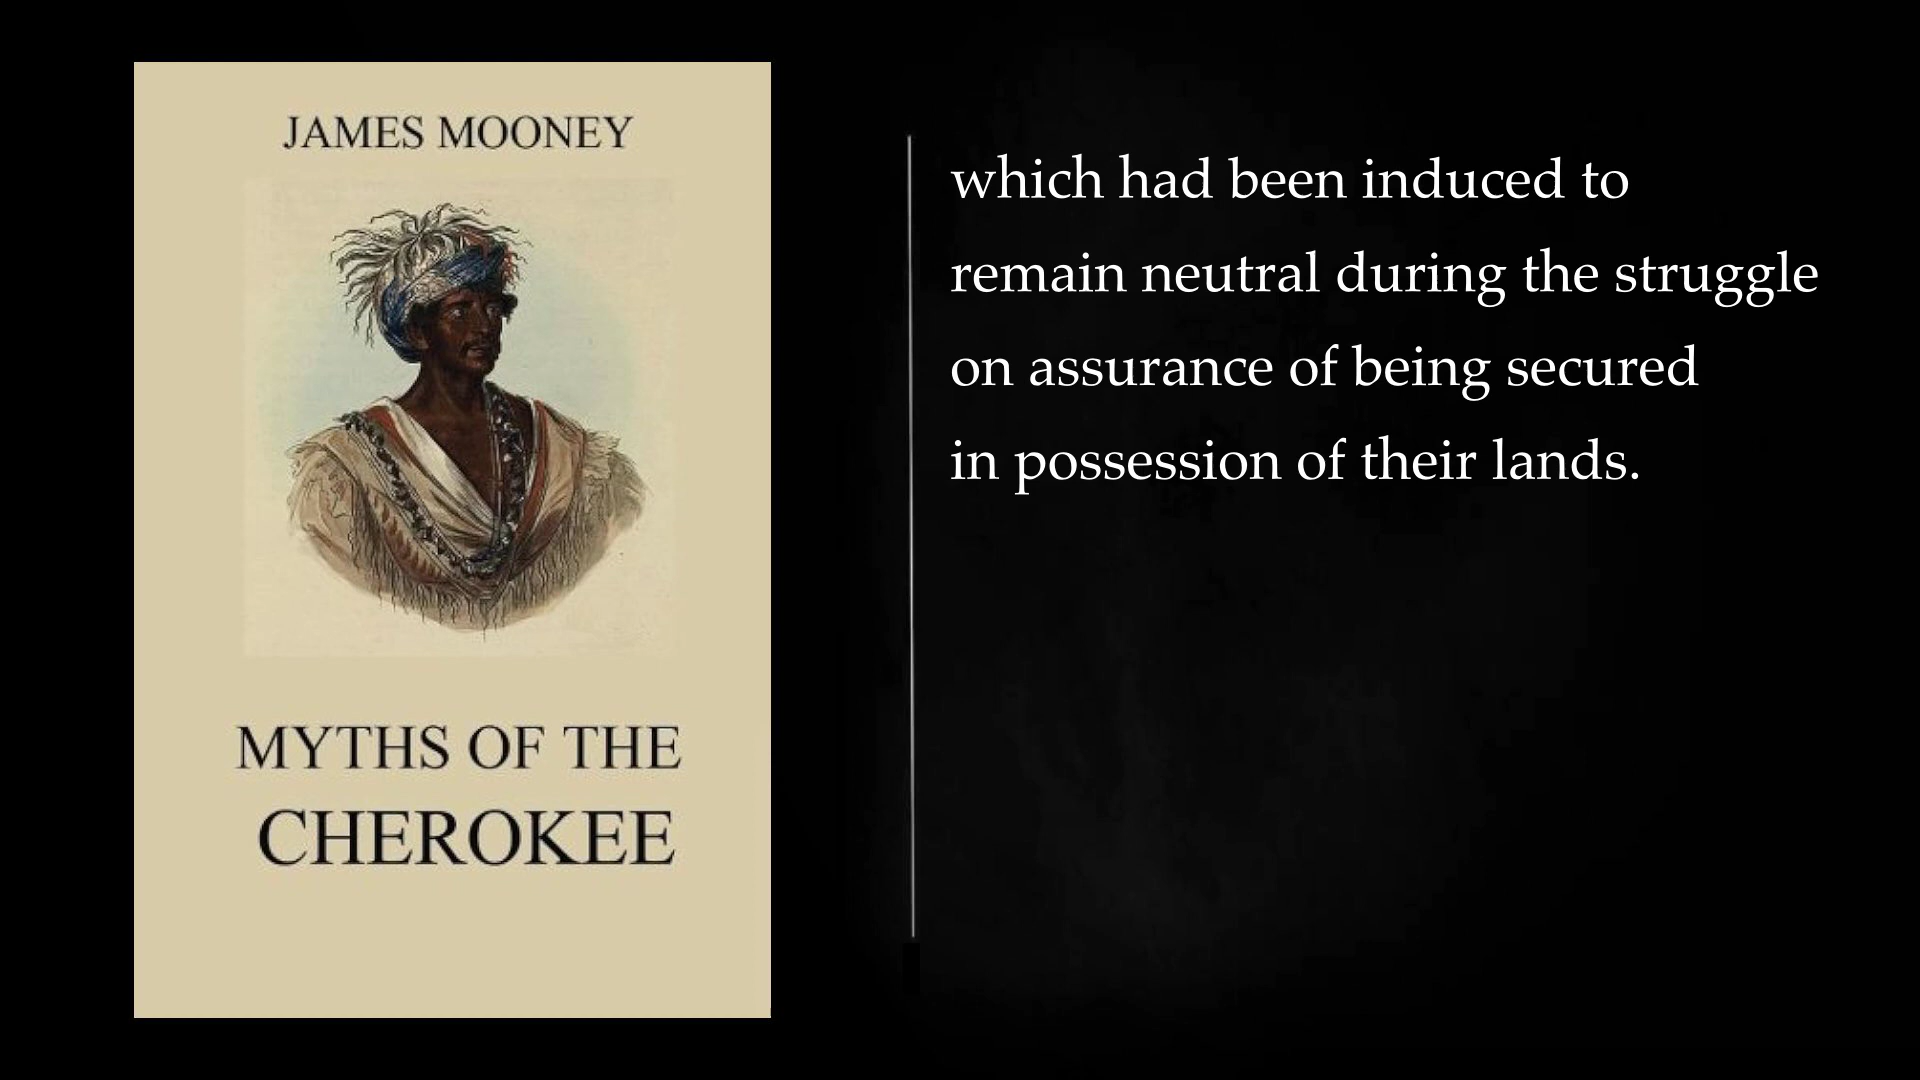 JAMES MOONEY
MYTHS OF THE
CHEROKEE
which had been induced to
remain neutral during the struggle
on assurance of being secured
in possession of their lands.